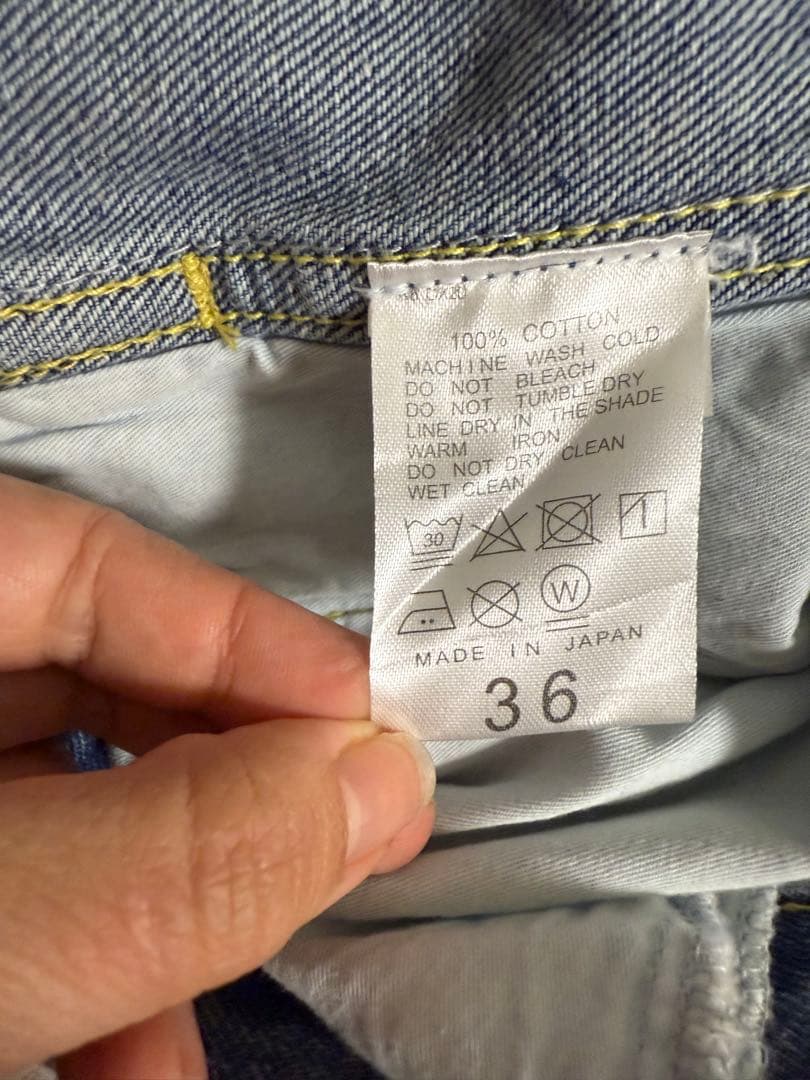 100% COTTON
MACHINE WASH COLD
DO NOT BLEACH
DO NOT TUMBLE DRY
LINE DRY IN THE SHADE
WARM IRON
DO NOT DRY CLEAN
WET CLEAN
30
W
MADE IN JAPAN
36